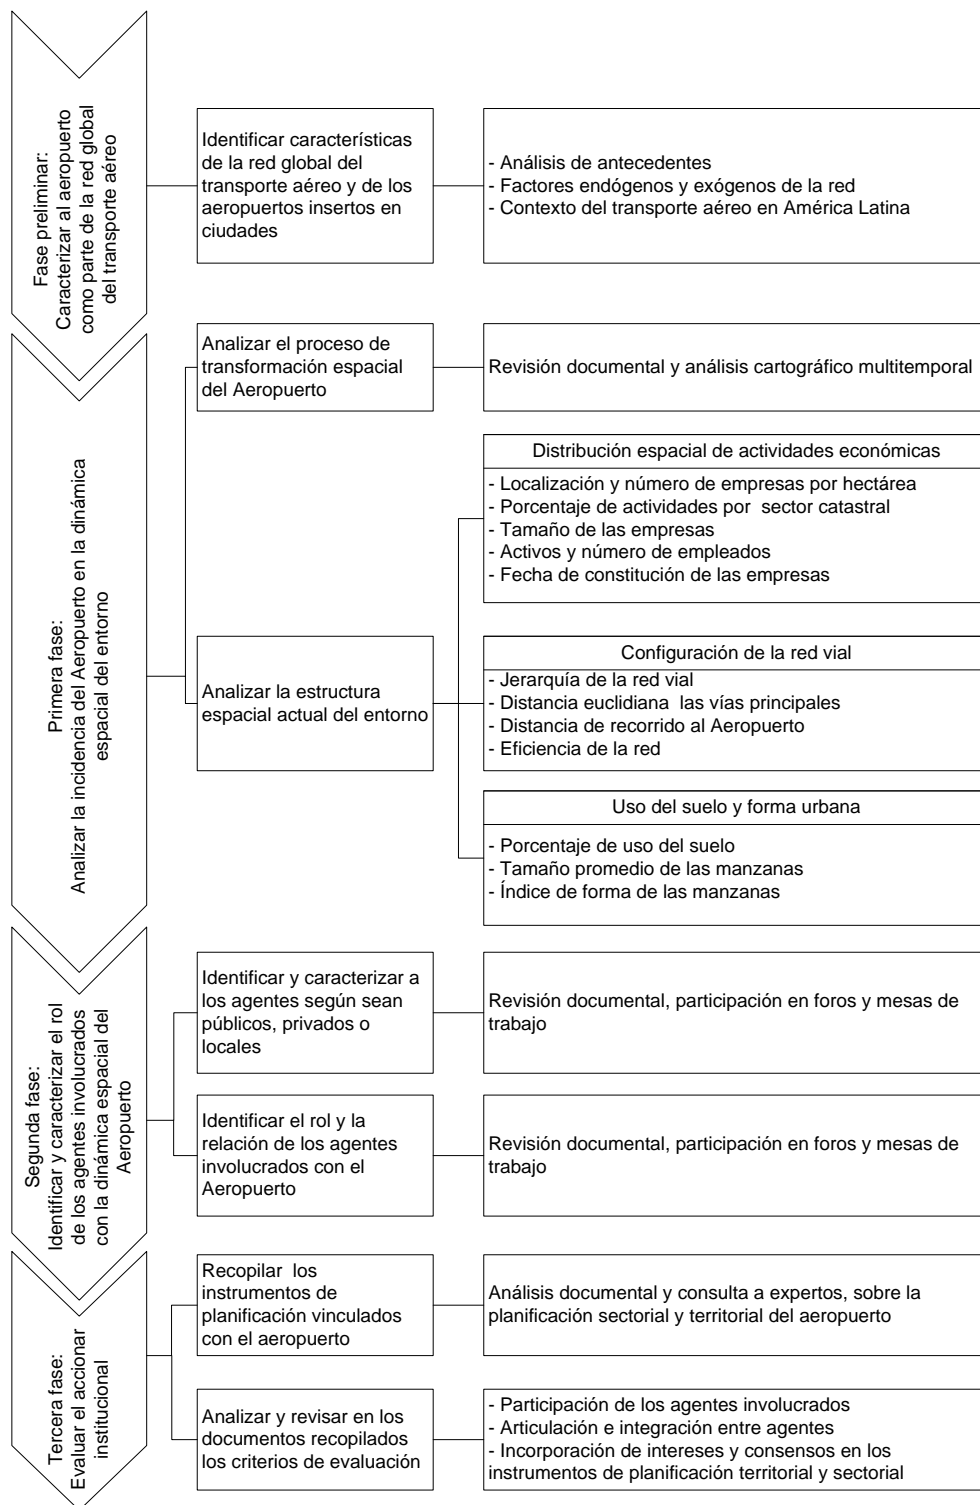 Fase preliminar:
Caracterizar al aeropuerto
como parte de la red global
del transporte aéreo
Identificar características
de la red global del
transporte aéreo y de los
aeropuertos insertos en
ciudades
- Análisis de antecedentes
- Factores endógenos y exógenos de la red
- Contexto del transporte aéreo en América Latina
Primera fase:
Analizar la incidencia del Aeropuerto en la dinámica
espacial del entorno
Analizar el proceso de
transformación espacial
del Aeropuerto
Revisión documental y análisis cartográfico multitemporal
Analizar la estructura
espacial actual del entorno
Distribución espacial de actividades económicas
- Localización y número de empresas por hectárea
- Porcentaje de actividades por sector catastral
- Tamaño de las empresas
- Activos y número de empleados
- Fecha de constitución de las empresas
Configuración de la red vial
- Jerarquía de la red vial
- Distancia euclidiana las vías principales
- Distancia de recorrido al Aeropuerto
- Eficiencia de la red
Uso del suelo y forma urbana
- Porcentaje de uso del suelo
- Tamaño promedio de las manzanas
- Índice de forma de las manzanas
Segunda fase:
Identificar y caracterizar el rol
de los agentes involucrados
con la dinámica espacial del
Aeropuerto
Identificar y caracterizar a
los agentes según sean
públicos, privados o
locales
Revisión documental, participación en foros y mesas de
trabajo
Identificar el rol y la
relación de los agentes
involucrados con el
Aeropuerto
Revisión documental, participación en foros y mesas de
trabajo
Tercera fase:
Evaluar el accionar
institucional
Recopilar los
instrumentos de
planificación vinculados
con el aeropuerto
Análisis documental y consulta a expertos, sobre la
planificación sectorial y territorial del aeropuerto
Analizar y revisar en los
documentos recopilados
los criterios de evaluación
- Participación de los agentes involucrados
- Articulación e integración entre agentes
- Incorporación de intereses y consensos en los
instrumentos de planificación territorial y sectorial